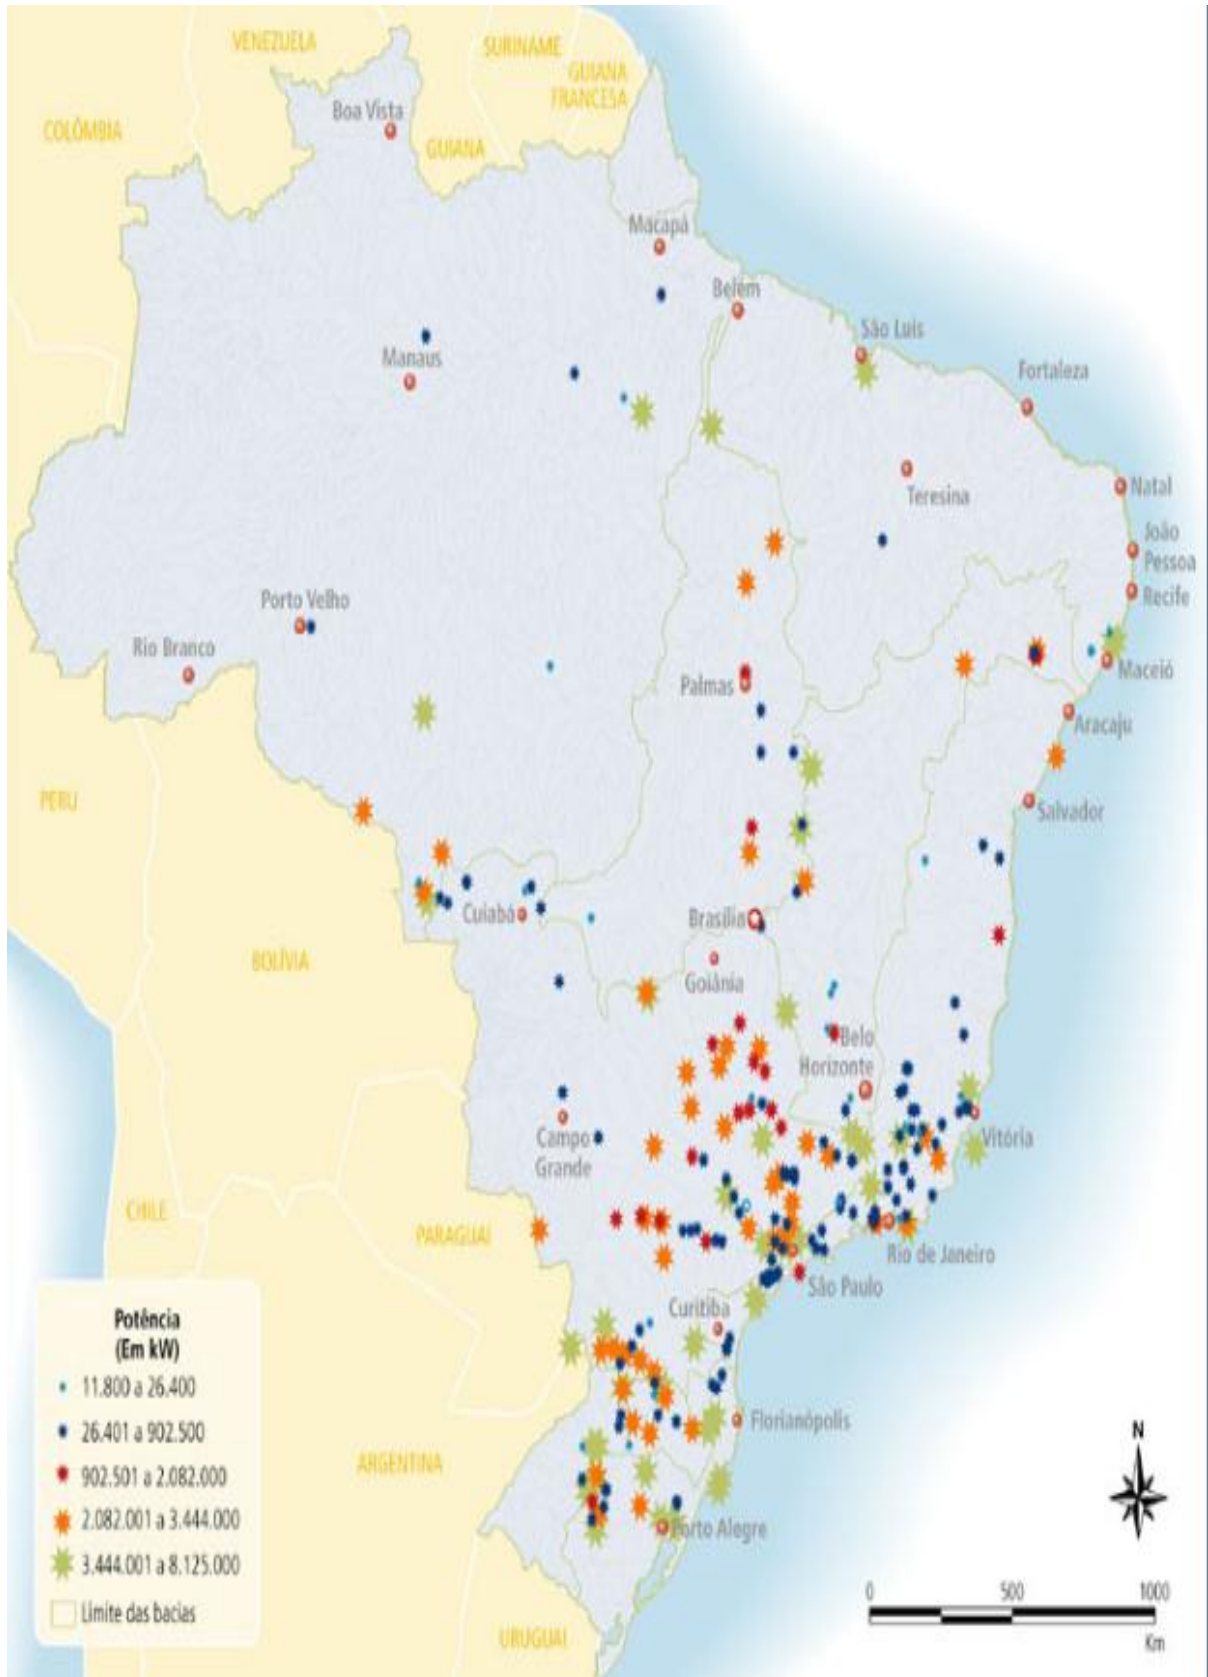 VENEZUELA
SURINAME
GUIANA
FRANCESA
COLÔMBIA
Boa Vista
GUIANA
Macapá
Belém
São Luis
Manaus
Fortaleza
Teresina
Natal
João
Pessoa
Recife
Porto Velho
Rio Branco
Palmas
Maceió
Aracaju
PERU
Salvador
Cuiabá
Brasília
BOLÍVIA
Goiânia
Belo
Horizonte
Campo
Grande
Vitória
CHILE
PARAGUAI
Rio de Janeiro
São Paulo
Curitiba
Potência
(Em kW)
11.800 a 26.400
26.401 a 902.500
902.501 a 2.082.000
2.082.001 a 3.444.000
3.444.001 a 8.125.000
Limite das bacias
Florianópolis
ARGENTINA
N
Porto Alegre
0 500 1000
Km
URUGUAI